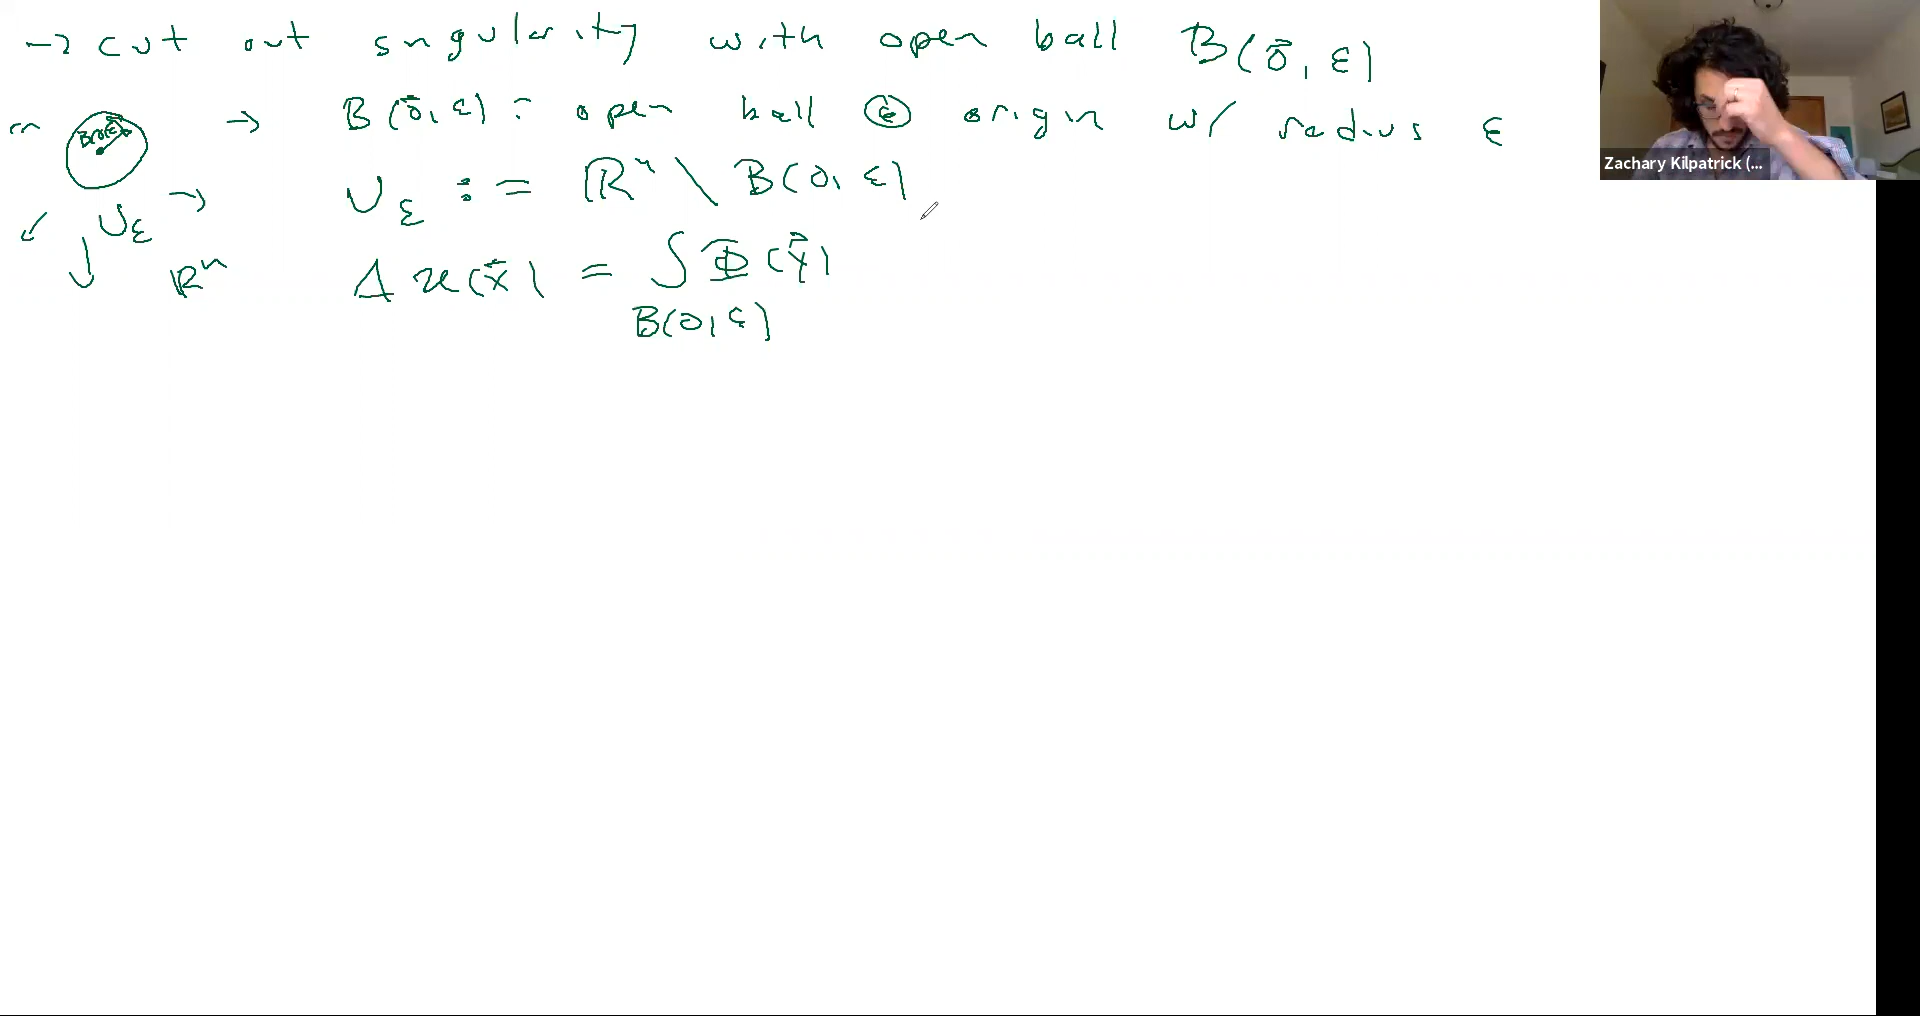 → cut out sngularity with open ball B(0⃗, ε)
B(0⃗, ε)
→ B(0⃗, ε) : open ball @ origin w/ radius ε
U_ε := ℝⁿ \ B(0, ε)
U_ε
ℝⁿ
Δu(x⃗) = ∫ Φ(y⃗)
B(0, ε)
Zachary Kilpatrick (...